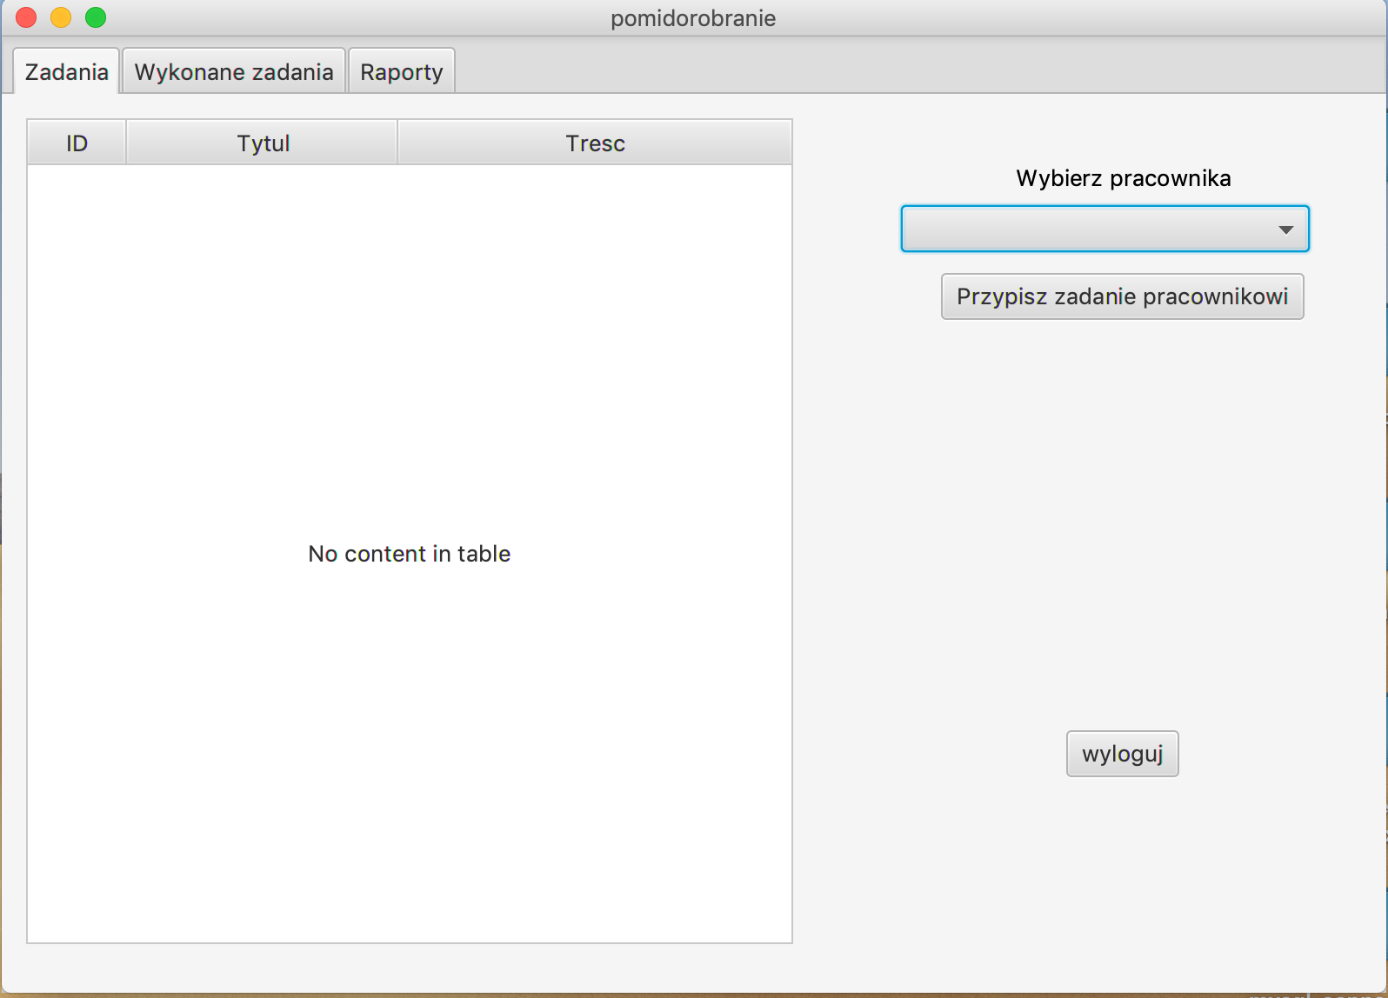 pomidorobranie
Zadania
Wykonane zadania
Raporty
ID
Tytul
Tresc
Wybierz pracownika
Przypisz zadanie pracownikowi
No content in table
wyloguj